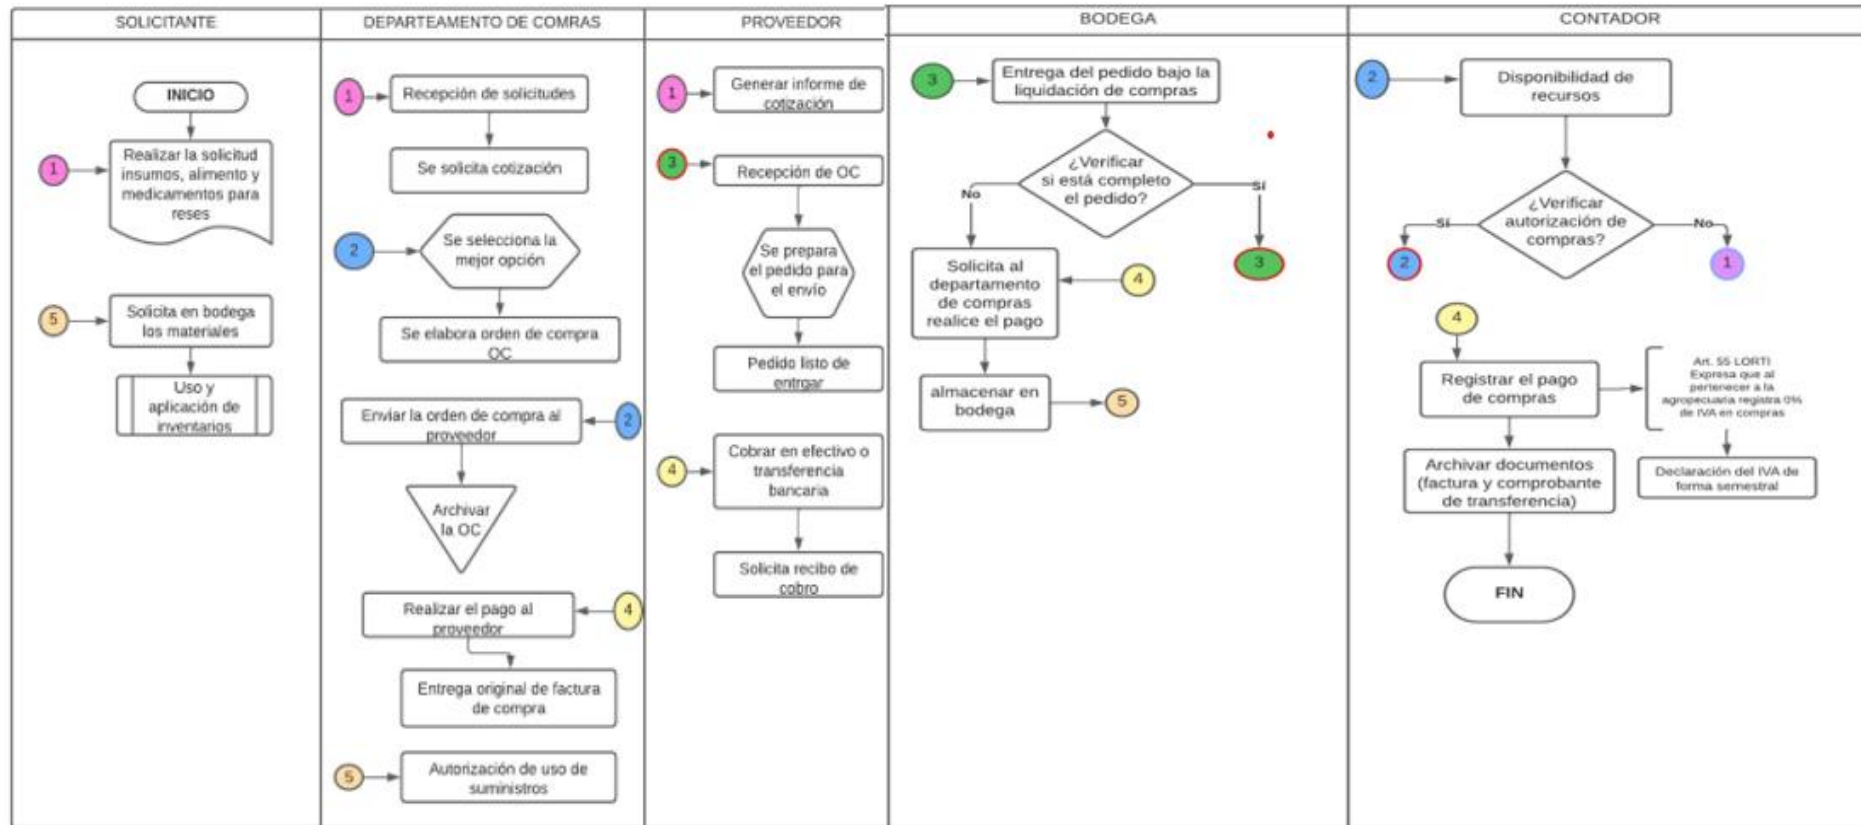 SOLICITANTE
INICIO
1
Realizar la solicitud
insumos, alimento y
medicamentos para
reses
5
Solicita en bodega
los materiales
Uso y
aplicación de
inventarios
DEPARTEAMENTO DE COMRAS
1
Recepción de solicitudes
Se solicita cotización
2
Se selecciona la
mejor opción
Se elabora orden de compra
OC
Enviar la orden de compra al
proveedor
2
Archivar
la OC
Realizar el pago al
proveedor
4
Entrega original de factura
de compra
5
Autorización de uso de
suministros
PROVEEDOR
1
Generar informe de
cotización
3
Recepción de OC
Se prepara
el pedido para
el envío
Pedido listo de
entrgar
4
Cobrar en efectivo o
transferencia
bancaria
Solicita recibo de
cobro
BODEGA
3
Entrega del pedido bajo la
liquidación de compras
¿Verificar
si está completo
el pedido?
No
Sí
3
Solicita al
departamento
de compras
realice el pago
4
almacenar en
bodega
5
CONTADOR
2
Disponibilidad de
recursos
¿Verificar
autorización de
compras?
Sí
No
2
1
4
Registrar el pago
de compras
Art. 55 LORTI
Expresa que al
pertenecer a la
agropecuaria registra 0%
de IVA en compras
Archivar documentos
(factura y comprobante
de transferencia)
Declaración del IVA de
forma semestral
FIN